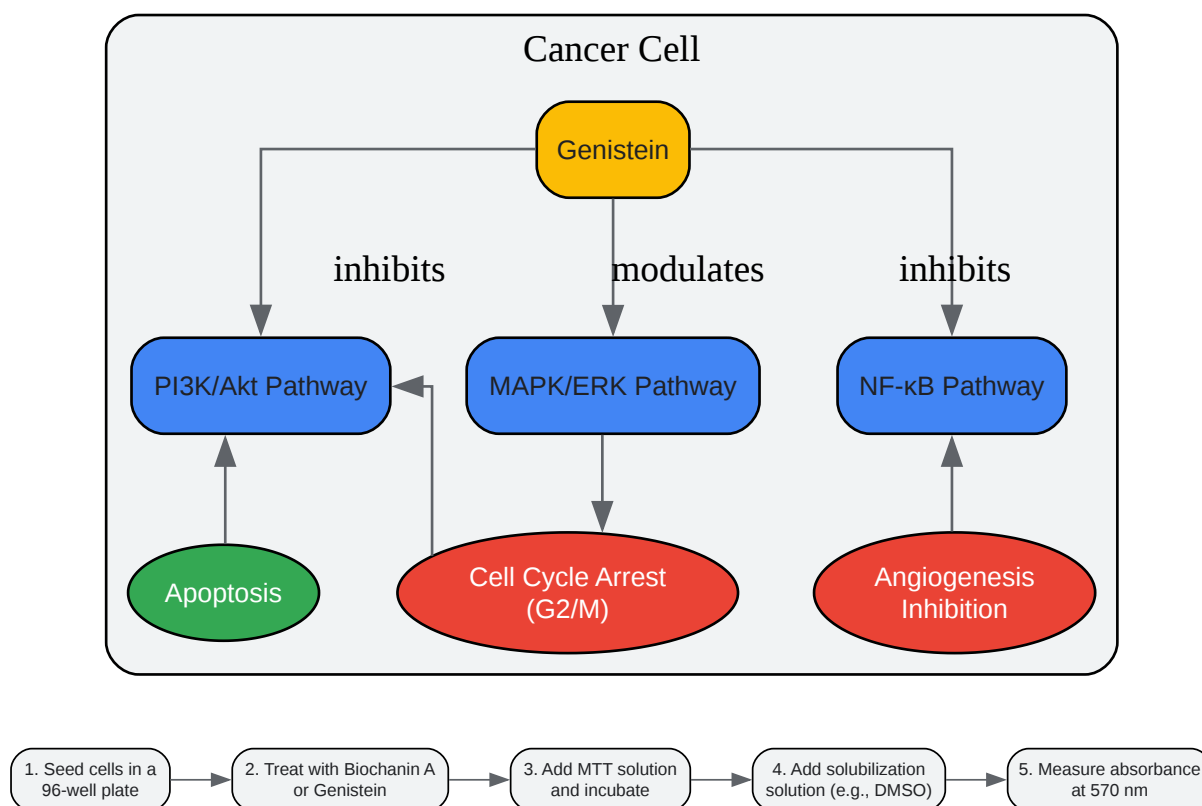 Cancer Cell
Genistein
inhibits
modulates
inhibits
PI3K/Akt Pathway
MAPK/ERK Pathway
NF-κB Pathway
Apoptosis
Cell Cycle Arrest
(G2/M)
Angiogenesis
Inhibition
1. Seed cells in a
96-well plate
2. Treat with Biochanin A
or Genistein
3. Add MTT solution
and incubate
4. Add solubilization
solution (e.g., DMSO)
5. Measure absorbance
at 570 nm